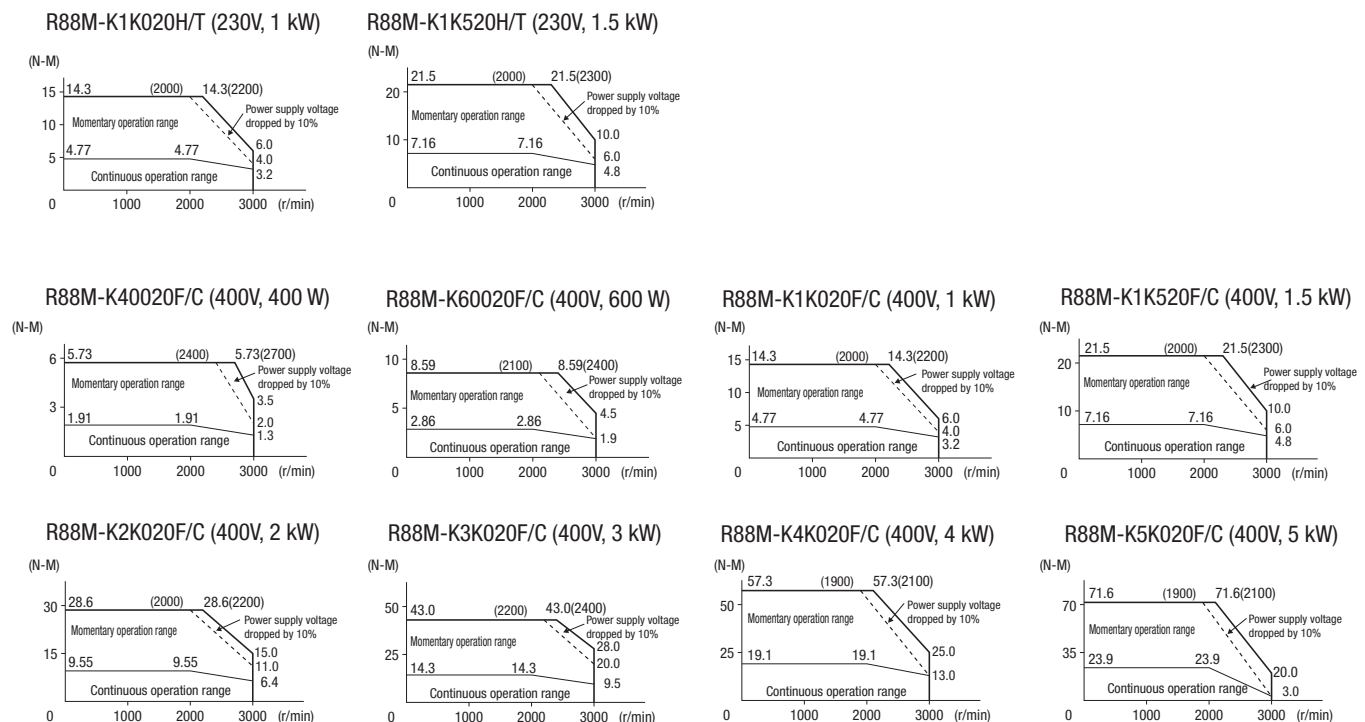 R88M-K1K020H/T (230V, 1 kW)
(N-M)
15
10
5
0
14.3
(2000)
14.3(2200)
Power supply voltage
dropped by 10%
Momentary operation range
6.0
4.77
4.77
4.0
3.2
Continuous operation range
1000
2000
3000
(r/min)
R88M-K1K520H/T (230V, 1.5 kW)
20
10
0
21.5
(2000)
21.5(2300)
Power supply voltage
dropped by 10%
Momentary operation range
10.0
7.16
7.16
6.0
4.8
Continuous operation range
1000
2000
3000
(r/min)
R88M-K40020F/C (400V, 400 W)
(N-M)
6
3
0
5.73
(2400)
5.73(2700)
Power supply voltage
dropped by 10%
Momentary operation range
3.5
1.91
1.91
2.0
1.3
Continuous operation range
1000
2000
3000
(r/min)
R88M-K60020F/C (400V, 600 W)
(N-M)
10
5
0
8.59
(2100)
8.59(2400)
Power supply voltage
dropped by 10%
Momentary operation range
4.5
2.86
2.86
1.9
Continuous operation range
1000
2000
3000
(r/min)
R88M-K1K020F/C (400V, 1 kW)
(N-M)
15
10
5
0
14.3
(2000)
14.3(2200)
Power supply voltage
dropped by 10%
Momentary operation range
6.0
4.77
4.77
4.0
3.2
Continuous operation range
1000
2000
3000
(r/min)
R88M-K1K520F/C (400V, 1.5 kW)
(N-M)
20
10
0
21.5
(2000)
21.5(2300)
Power supply voltage
dropped by 10%
Momentary operation range
10.0
7.16
7.16
6.0
4.8
Continuous operation range
1000
2000
3000
(r/min)
R88M-K2K020F/C (400V, 2 kW)
(N-M)
30
15
0
28.6
(2000)
28.6(2200)
Power supply voltage
dropped by 10%
Momentary operation range
15.0
9.55
9.55
11.0
6.4
Continuous operation range
1000
2000
3000
(r/min)
R88M-K3K020F/C (400V, 3 kW)
(N-M)
50
25
0
43.0
(2200)
43.0(2400)
Power supply voltage
dropped by 10%
Momentary operation range
28.0
14.3
14.3
20.0
9.5
Continuous operation range
1000
2000
3000
(r/min)
R88M-K4K020F/C (400V, 4 kW)
(N-M)
50
25
0
57.3
(1900)
57.3(2100)
Power supply voltage
dropped by 10%
Momentary operation range
25.0
19.1
19.1
13.0
Continuous operation range
1000
2000
3000
(r/min)
R88M-K5K020F/C (400V, 5 kW)
(N-M)
70
35
0
71.6
(1900)
71.6(2100)
Power supply voltage
dropped by 10%
Momentary operation range
20.0
23.9
23.9
3.0
Continuous operation range
1000
2000
3000
(r/min)